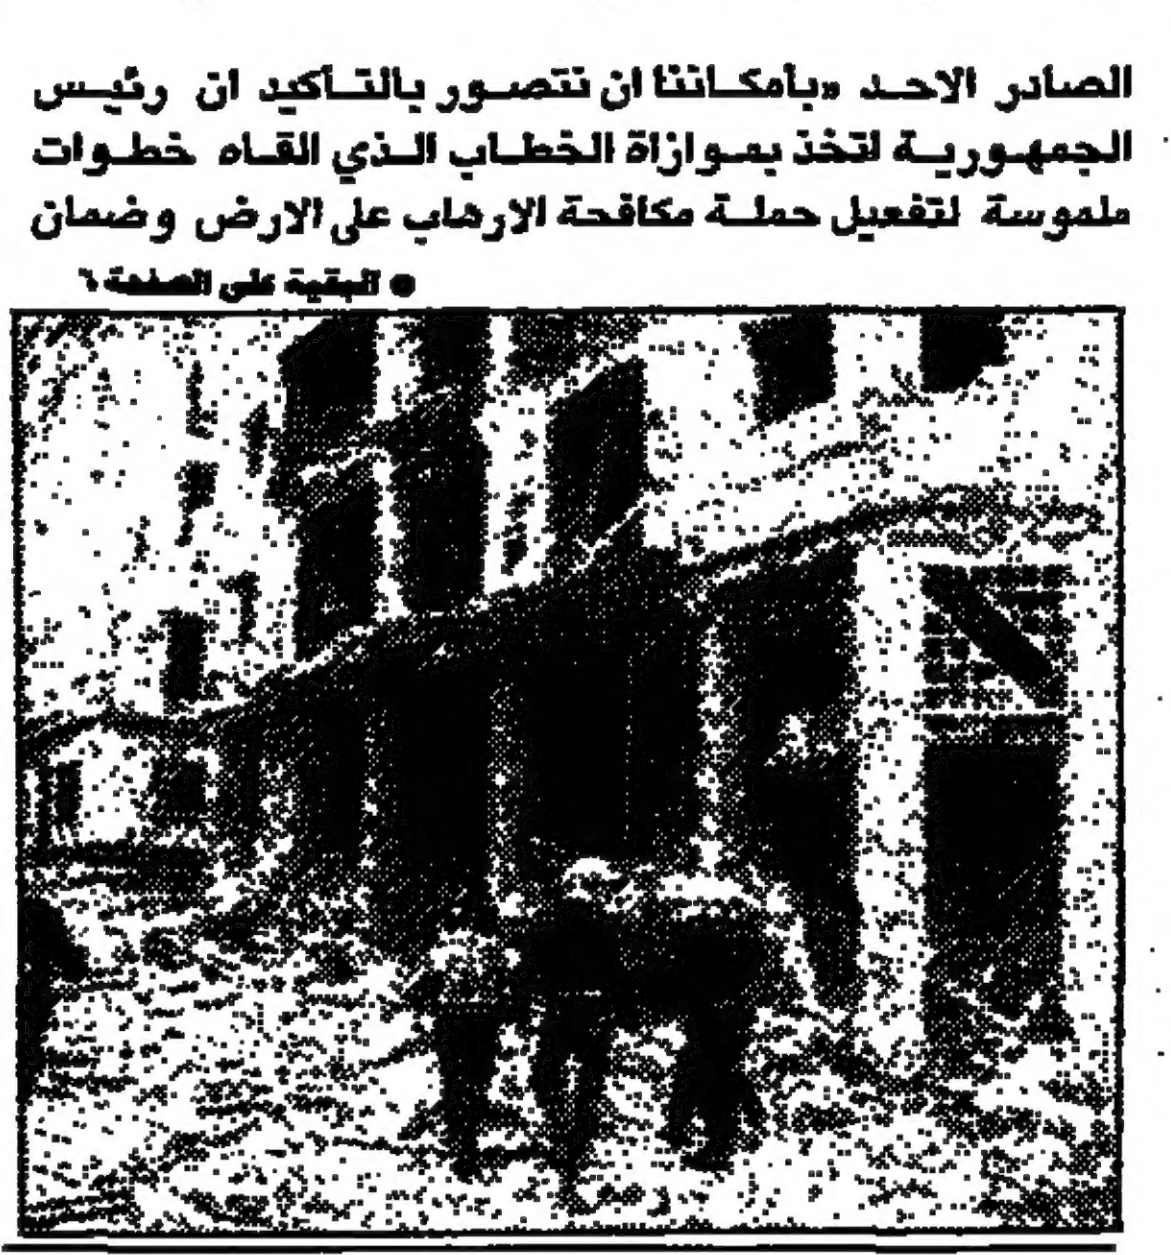 الصادر الاحد «بأمكاننا ان نتصور بالتأكيد ان رئيس
الجمهورية اتخذ بموازاة الخطاب الذي القاه خطوات
ملموسة لتفعيل حملة مكافحة الارهاب على الارض وضمان
● البقية على الصفحة ٦